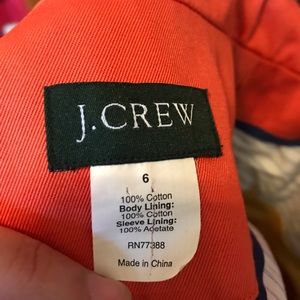 J.CREW
6
100% Cotton
Body Lining:
100% Cotton
Sleeve Lining:
100% Acetate
RN77388
Made in China